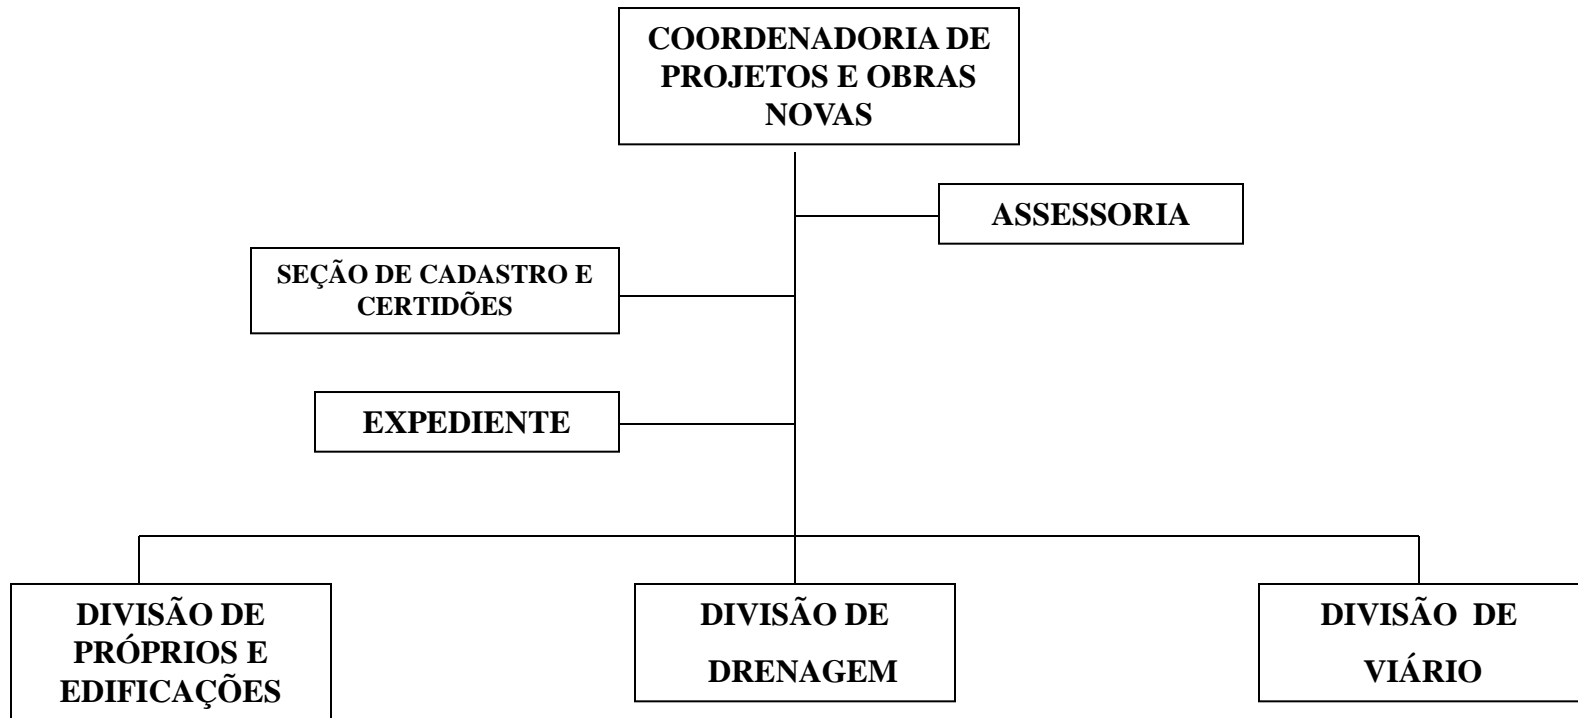 COORDENADORIA DE
PROJETOS E OBRAS
NOVAS
ASSESSORIA
SEÇÃO DE CADASTRO E
CERTIDÕES
EXPEDIENTE
DIVISÃO DE
PRÓPRIOS E
EDIFICAÇÕES
DIVISÃO DE
DRENAGEM
DIVISÃO DE
VIÁRIO